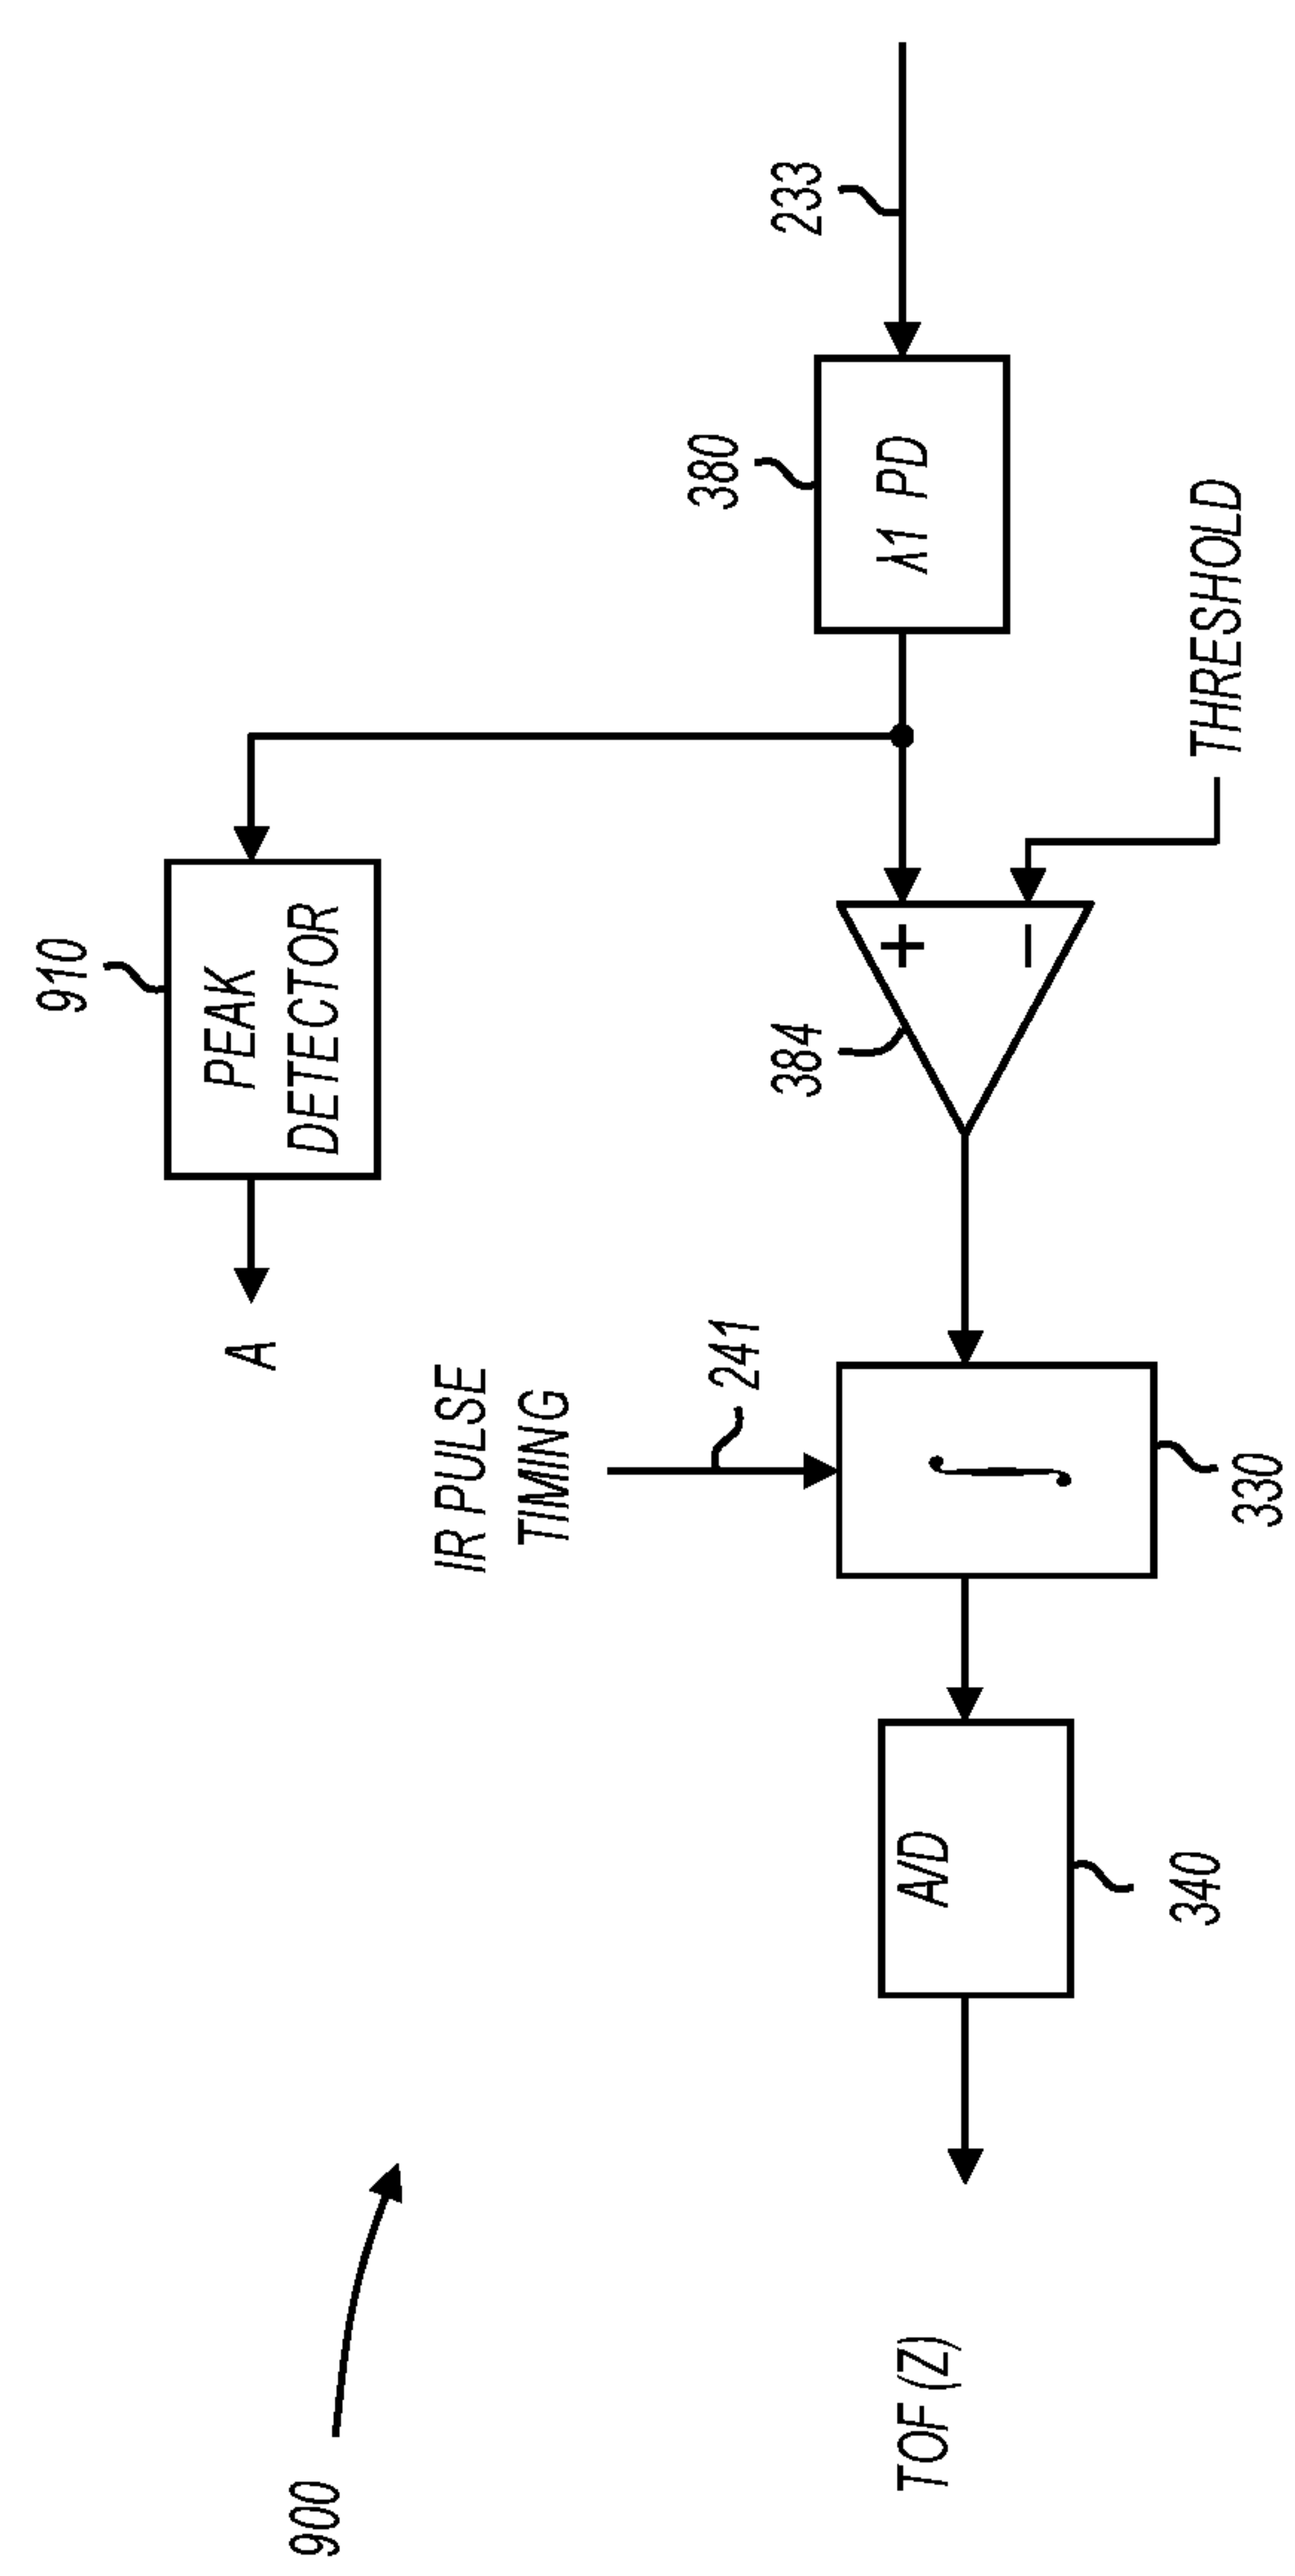 910
PEAK
DETECTOR
A
IR PULSE
TIMING
241
384
380
λ1 PD
233
+
−
THRESHOLD
∫
330
A/D
340
TOF (Z)
900